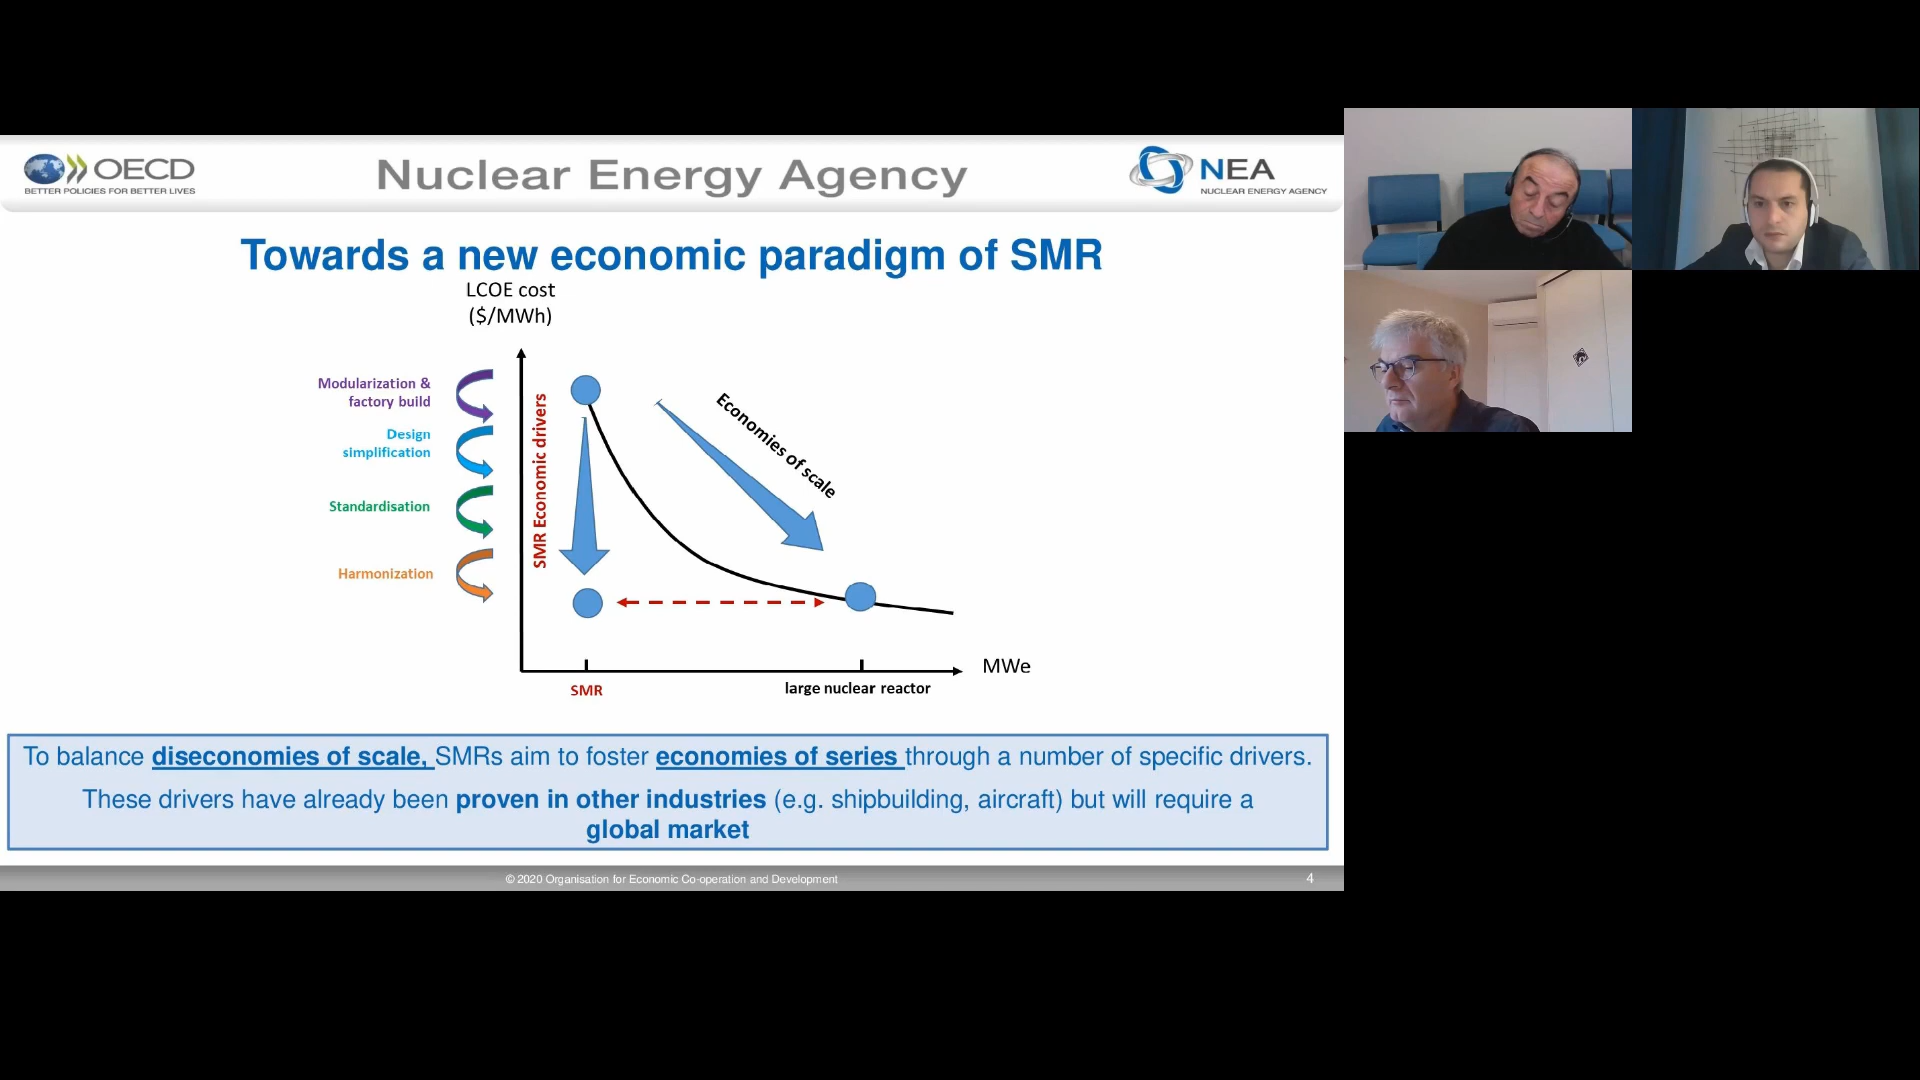 OECD
BETTER POLICIES FOR BETTER LIVES
Nuclear Energy Agency
NEA
NUCLEAR ENERGY AGENCY
Towards a new economic paradigm of SMR
LCOE cost
($/MWh)
Modularization &
factory build
Design
simplification
Standardisation
Harmonization
SMR Economic drivers
Economies of scale
MWe
SMR
large nuclear reactor
To balance diseconomies of scale, SMRs aim to foster economies of series through a number of specific drivers.
These drivers have already been proven in other industries (e.g. shipbuilding, aircraft) but will require a
global market
© 2020 Organisation for Economic Co-operation and Development
4